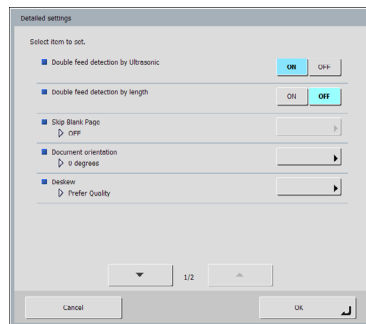 Detailed settings
Select item to set.
Double feed detection by Ultrasonic
ON OFF
Double feed detection by length
ON OFF
Skip Blank Page
OFF
Document orientation
0 degrees
Deskew
Prefer Quality
1/2
Cancel
OK